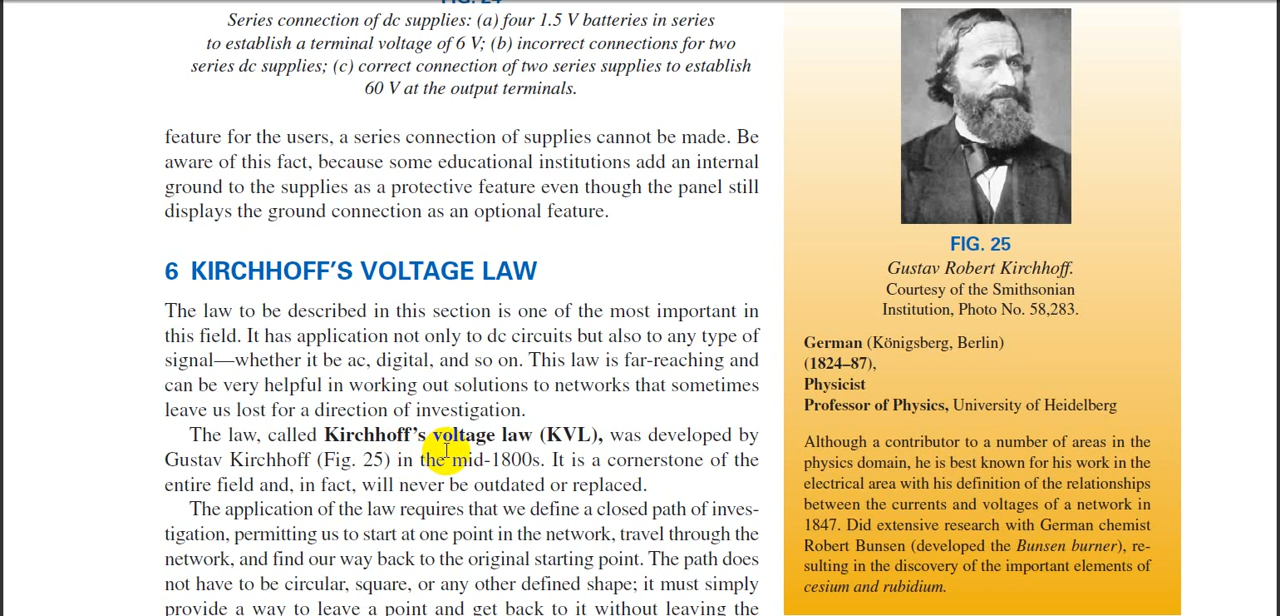 Series connection of dc supplies: (a) four 1.5 V batteries in series
to establish a terminal voltage of 6 V; (b) incorrect connections for two
series dc supplies; (c) correct connection of two series supplies to establish
60 V at the output terminals.
feature for the users, a series connection of supplies cannot be made. Be
aware of this fact, because some educational institutions add an internal
ground to the supplies as a protective feature even though the panel still
displays the ground connection as an optional feature.
6 KIRCHHOFF’S VOLTAGE LAW
The law to be described in this section is one of the most important in
this field. It has application not only to dc circuits but also to any type of
signal—whether it be ac, digital, and so on. This law is far-reaching and
can be very helpful in working out solutions to networks that sometimes
leave us lost for a direction of investigation.
The law, called Kirchhoff’s voltage law (KVL), was developed by
Gustav Kirchhoff (Fig. 25) in the mid-1800s. It is a cornerstone of the
entire field and, in fact, will never be outdated or replaced.
The application of the law requires that we define a closed path of inves-
tigation, permitting us to start at one point in the network, travel through the
network, and find our way back to the original starting point. The path does
not have to be circular, square, or any other defined shape; it must simply
provide a way to leave a point and get back to it without leaving the
FIG. 25
Gustav Robert Kirchhoff.
Courtesy of the Smithsonian
Institution, Photo No. 58,283.
German (Königsberg, Berlin)
(1824–87),
Physicist
Professor of Physics, University of Heidelberg
Although a contributor to a number of areas in the
physics domain, he is best known for his work in the
electrical area with his definition of the relationships
between the currents and voltages of a network in
1847. Did extensive research with German chemist
Robert Bunsen (developed the Bunsen burner), re-
sulting in the discovery of the important elements of
cesium and rubidium.